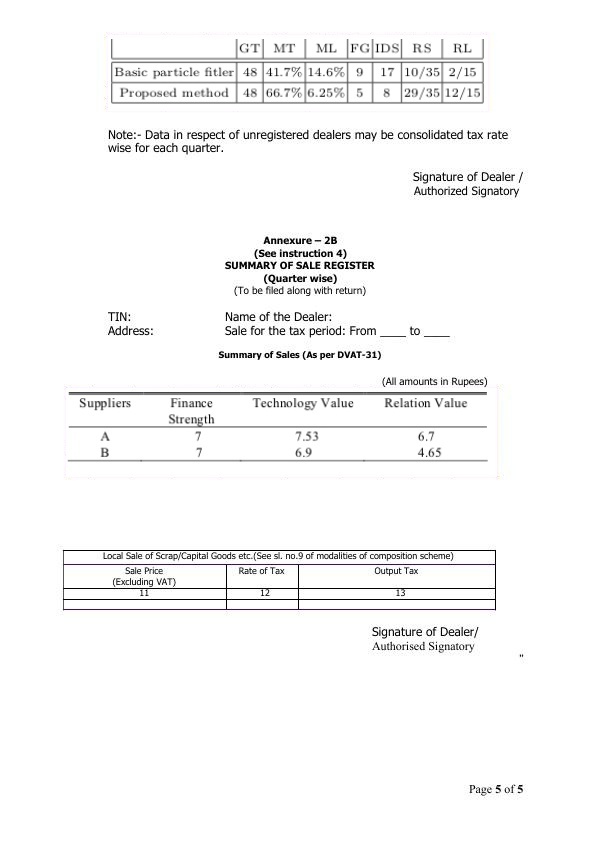 GT MT ML FG IDS RS RL
Basic particle fitler 48 41.7% 14.6% 9 17 10/35 2/15
Proposed method 48 66.7% 6.25% 5 8 29/35 12/15
Note:- Data in respect of unregistered dealers may be consolidated tax rate
wise for each quarter.
Signature of Dealer /
Authorized Signatory
Annexure – 2B
(See instruction 4)
SUMMARY OF SALE REGISTER
(Quarter wise)
(To be filed along with return)
TIN: Name of the Dealer:
Address: Sale for the tax period: From ____ to ____
Summary of Sales (As per DVAT-31)
(All amounts in Rupees)
Suppliers Finance Technology Value Relation Value
Strength
A 7 7.53 6.7
B 7 6.9 4.65
Local Sale of Scrap/Capital Goods etc.(See sl. no.9 of modalities of composition scheme)
Sale Price Rate of Tax Output Tax
(Excluding VAT)
11 12 13
Signature of Dealer/
Authorised Signatory
"
Page 5 of 5